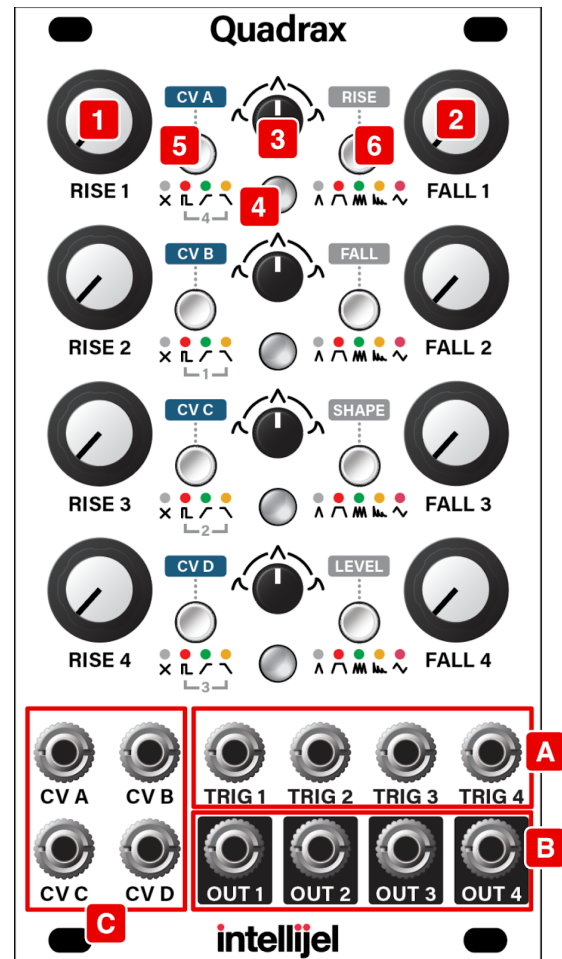 Quadrax
CV A RISE
1 5 3 6 2
RISE 1 4 FALL 1
4
CV B FALL
RISE 2 FALL 2
1
CV C SHAPE
RISE 3 FALL 3
2
CV D LEVEL
RISE 4 FALL 4
3
A
CV A CV B TRIG 1 TRIG 2 TRIG 3 TRIG 4
B
CV C CV D OUT 1 OUT 2 OUT 3 OUT 4
C
intellijel